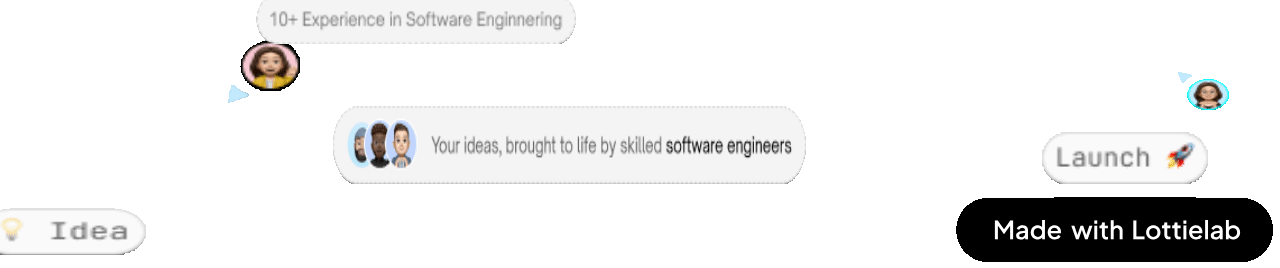 10+ Experience in Software Enginnering
Your ideas, brought to life by skilled software engineers
Launch 🚀
💡 Idea
Made with Lottielab